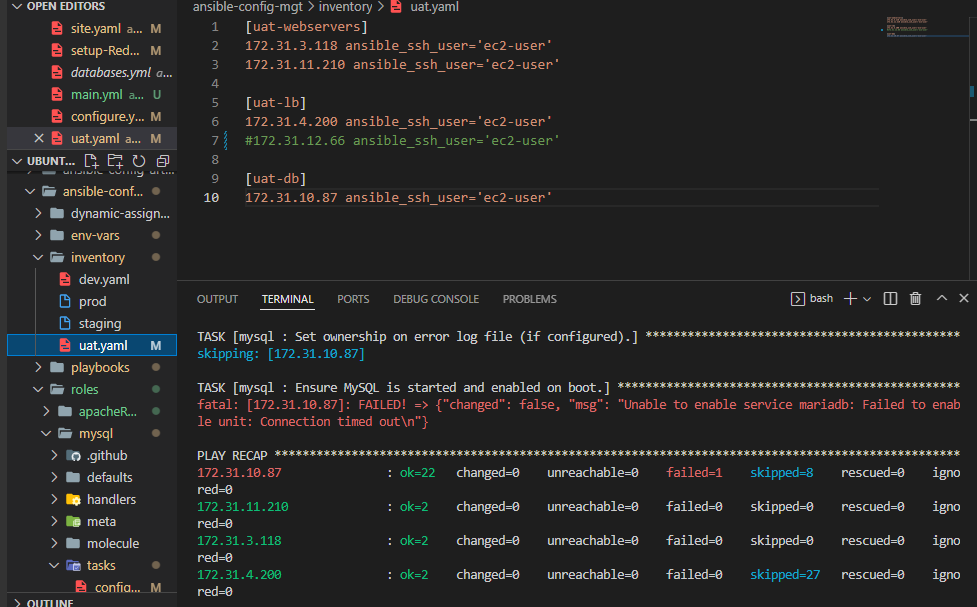 OPEN EDITORS
site.yaml a... M
setup-Red... M
databases.yml a...
main.yml a... U
configure.y... M
uat.yaml a... M
UBUNT...
ansible-conf...
dynamic-assign...
env-vars
inventory
dev.yaml
prod
staging
uat.yaml M
playbooks
roles
apacheR...
mysql
.github
defaults
handlers
meta
molecule
tasks
config... M
OUTLINE
ansible-config-mgt > inventory > uat.yaml
1 [uat-webservers]
2 172.31.3.118 ansible_ssh_user='ec2-user'
3 172.31.11.210 ansible_ssh_user='ec2-user'
4
5 [uat-lb]
6 172.31.4.200 ansible_ssh_user='ec2-user'
7 #172.31.12.66 ansible_ssh_user='ec2-user'
8
9 [uat-db]
10 172.31.10.87 ansible_ssh_user='ec2-user'
OUTPUT TERMINAL PORTS DEBUG CONSOLE PROBLEMS bash
TASK [mysql : Set ownership on error log file (if configured).] ****************************************
skipping: [172.31.10.87]
TASK [mysql : Ensure MySQL is started and enabled on boot.] ********************************************
fatal: [172.31.10.87]: FAILED! => {"changed": false, "msg": "Unable to enable service mariadb: Failed to enab
le unit: Connection timed out\n"}
PLAY RECAP *********************************************************************************************
172.31.10.87 : ok=22 changed=0 unreachable=0 failed=1 skipped=8 rescued=0 igno
red=0
172.31.11.210 : ok=2 changed=0 unreachable=0 failed=0 skipped=0 rescued=0 igno
red=0
172.31.3.118 : ok=2 changed=0 unreachable=0 failed=0 skipped=0 rescued=0 igno
red=0
172.31.4.200 : ok=2 changed=0 unreachable=0 failed=0 skipped=27 rescued=0 igno
red=0